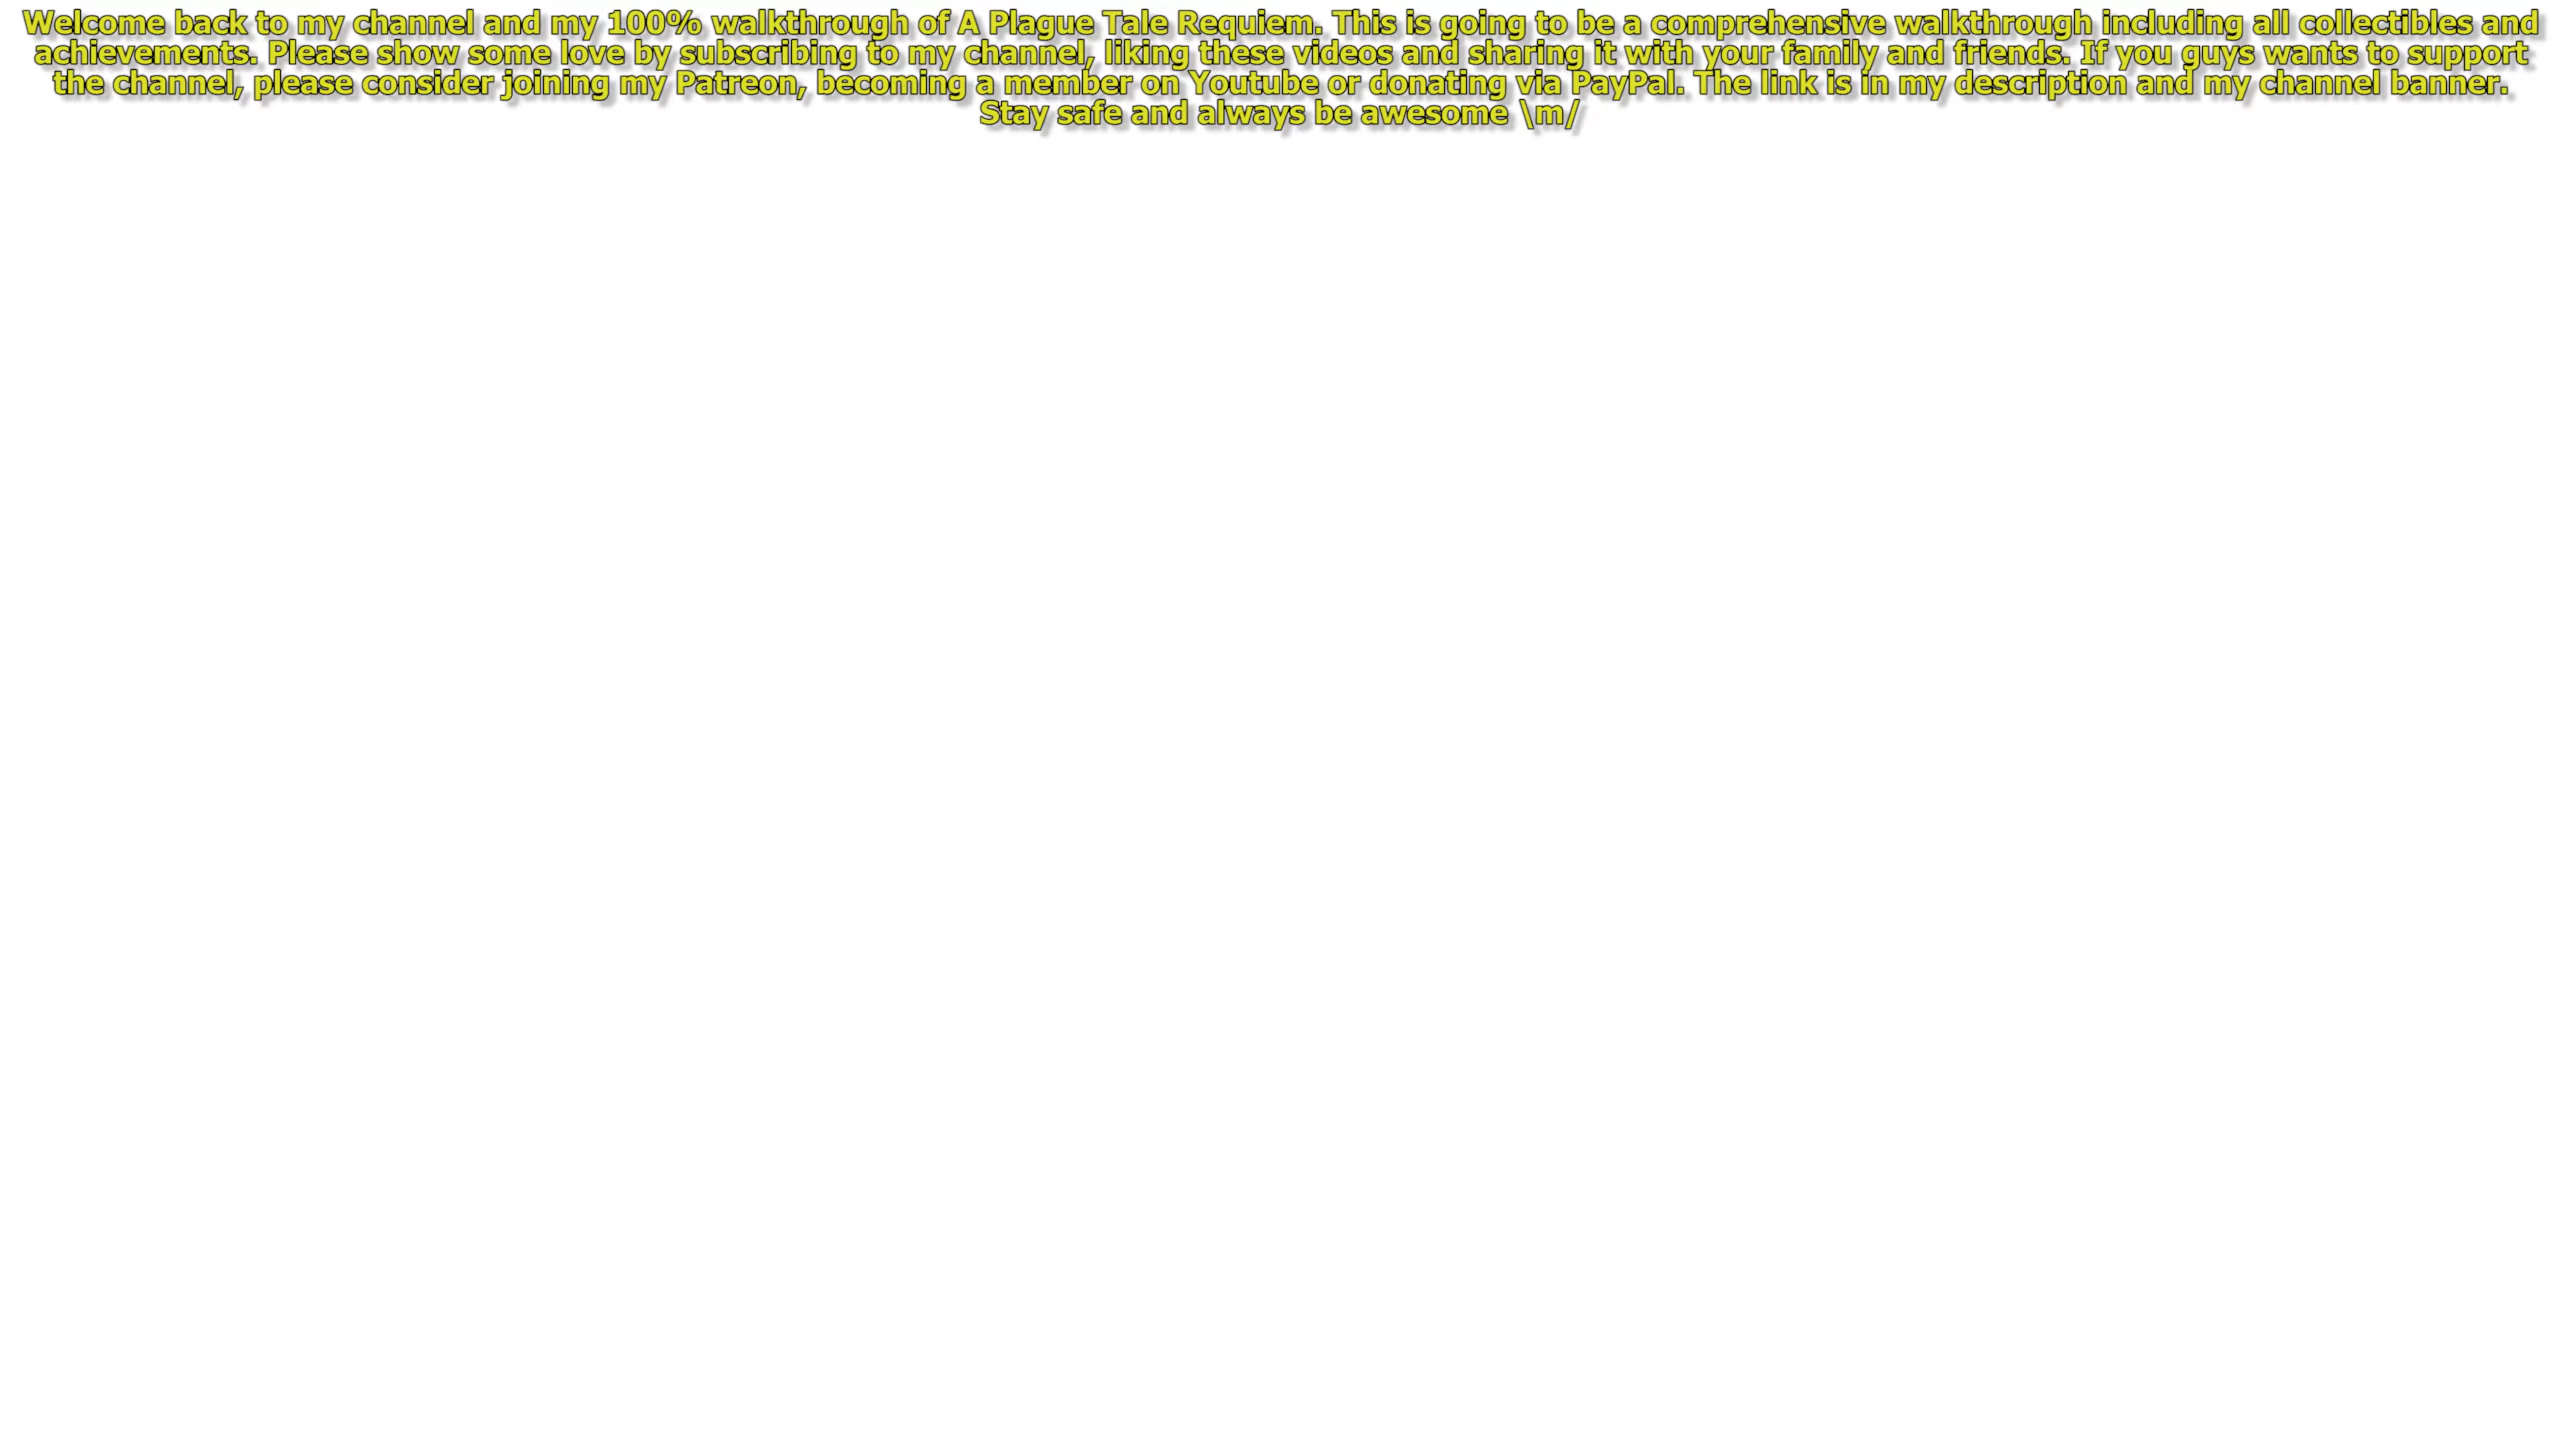 Welcome back to my channel and my 100% walkthrough of A Plague Tale Requiem. This is going to be a comprehensive walkthrough including all collectibles and
achievements. Please show some love by subscribing to my channel, liking these videos and sharing it with your family and friends. If you guys wants to support
the channel, please consider joining my Patreon, becoming a member on Youtube or donating via PayPal. The link is in my description and my channel banner.
Stay safe and always be awesome \m/